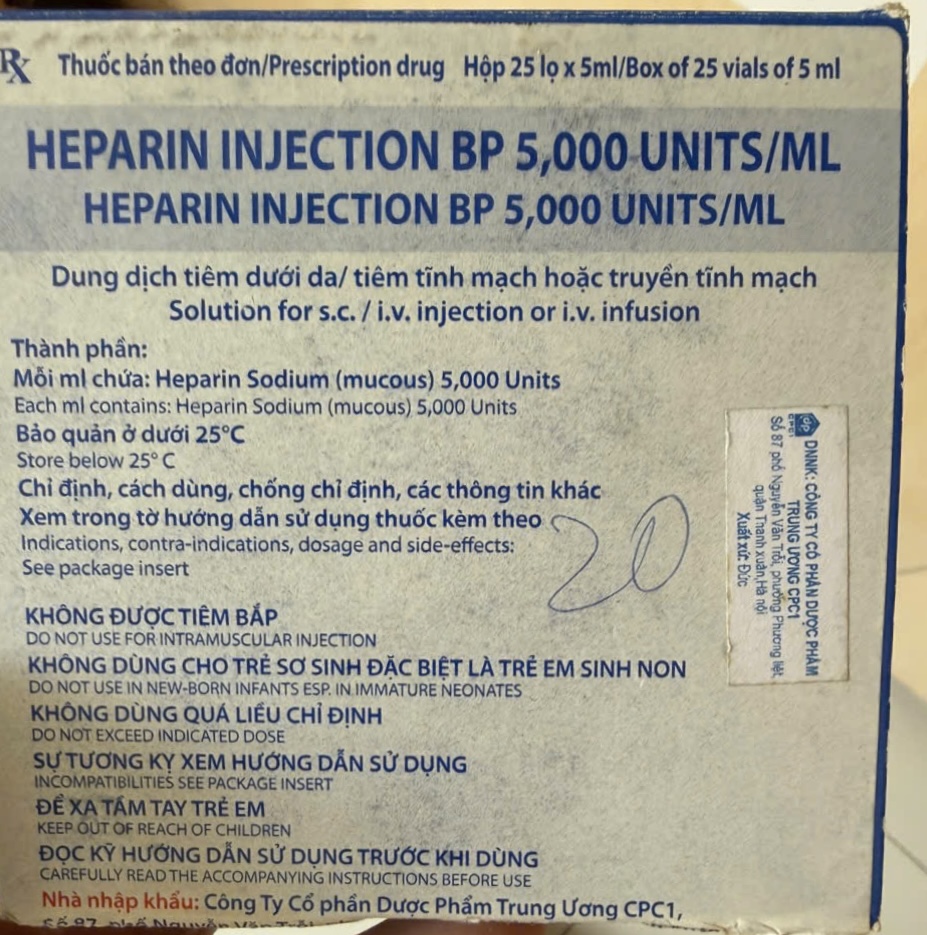 Rx Thuốc bán theo đơn/Prescription drug Hộp 25 lọ x 5ml/Box of 25 vials of 5 ml
HEPARIN INJECTION BP 5,000 UNITS/ML
HEPARIN INJECTION BP 5,000 UNITS/ML
Dung dịch tiêm dưới da/ tiêm tĩnh mạch hoặc truyền tĩnh mạch
Solution for s.c. / i.v. injection or i.v. infusion
Thành phần:
Mỗi ml chứa: Heparin Sodium (mucous) 5,000 Units
Each ml contains: Heparin Sodium (mucous) 5,000 Units
Bảo quản ở dưới 25°C
Store below 25° C
Chỉ định, cách dùng, chống chỉ định, các thông tin khác
Xem trong tờ hướng dẫn sử dụng thuốc kèm theo
Indications, contra-indications, dosage and side-effects:
See package insert
20
KHÔNG ĐƯỢC TIÊM BẮP
DO NOT USE FOR INTRAMUSCULAR INJECTION
KHÔNG DÙNG CHO TRẺ SƠ SINH ĐẶC BIỆT LÀ TRẺ EM SINH NON
DO NOT USE IN NEW-BORN INFANTS ESP. IN IMMATURE NEONATES
KHÔNG DÙNG QUÁ LIỀU CHỈ ĐỊNH
DO NOT EXCEED INDICATED DOSE
SỰ TƯƠNG KỴ XEM HƯỚNG DẪN SỬ DỤNG
INCOMPATIBILITIES SEE PACKAGE INSERT
ĐỂ XA TẦM TAY TRẺ EM
KEEP OUT OF REACH OF CHILDREN
ĐỌC KỸ HƯỚNG DẪN SỬ DỤNG TRƯỚC KHI DÙNG
CAREFULLY READ THE ACCOMPANYING INSTRUCTIONS BEFORE USE
Nhà nhập khẩu: Công Ty Cổ phần Dược Phẩm Trung Ương CPC1,
Số 87, phố Nguyễn Văn Trỗi
CPC1
DNNK: CÔNG TY CỔ PHẦN DƯỢC PHẨM
TRUNG ƯƠNG CPC1
Số 87 phố Nguyễn Văn Trỗi, phường Phương liệt,
quận Thanh xuân, Hà nội
Xuất xứ: Đức